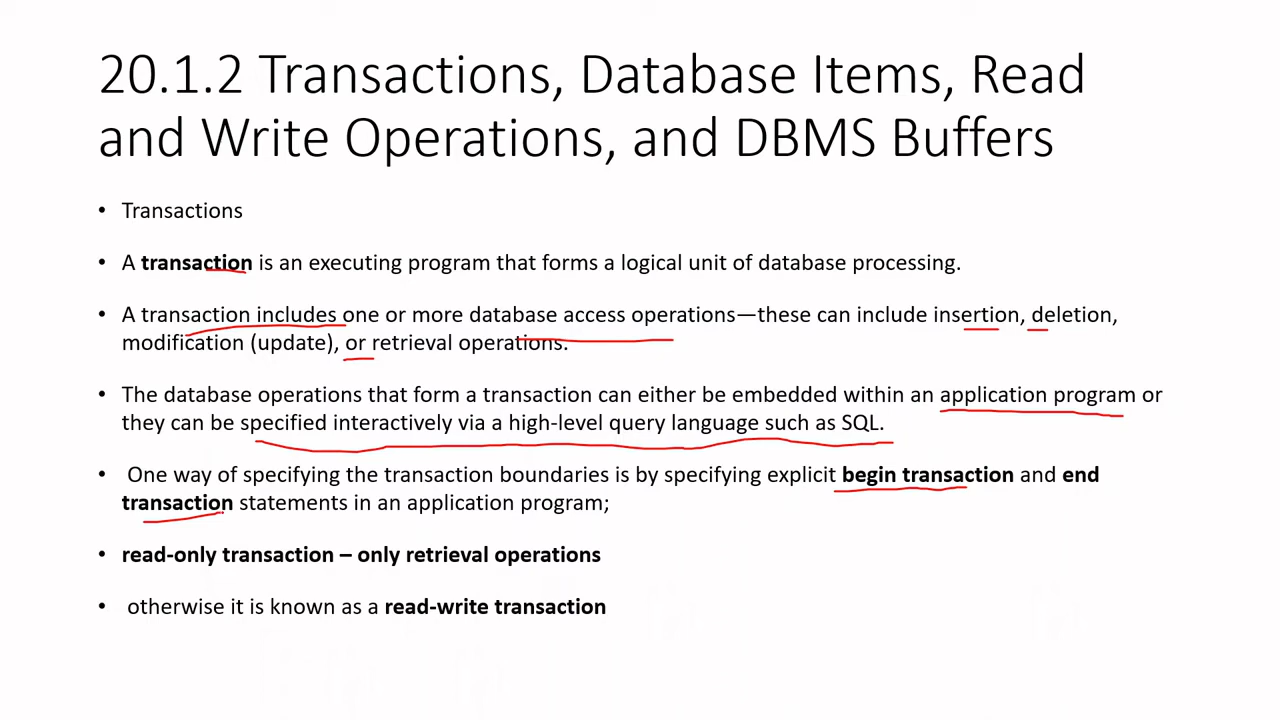 20.1.2 Transactions, Database Items, Read
and Write Operations, and DBMS Buffers
• Transactions
• A transaction is an executing program that forms a logical unit of database processing.
• A transaction includes one or more database access operations—these can include insertion, deletion,
modification (update), or retrieval operations.
• The database operations that form a transaction can either be embedded within an application program or
they can be specified interactively via a high-level query language such as SQL.
• One way of specifying the transaction boundaries is by specifying explicit begin transaction and end
transaction statements in an application program;
• read-only transaction – only retrieval operations
• otherwise it is known as a read-write transaction